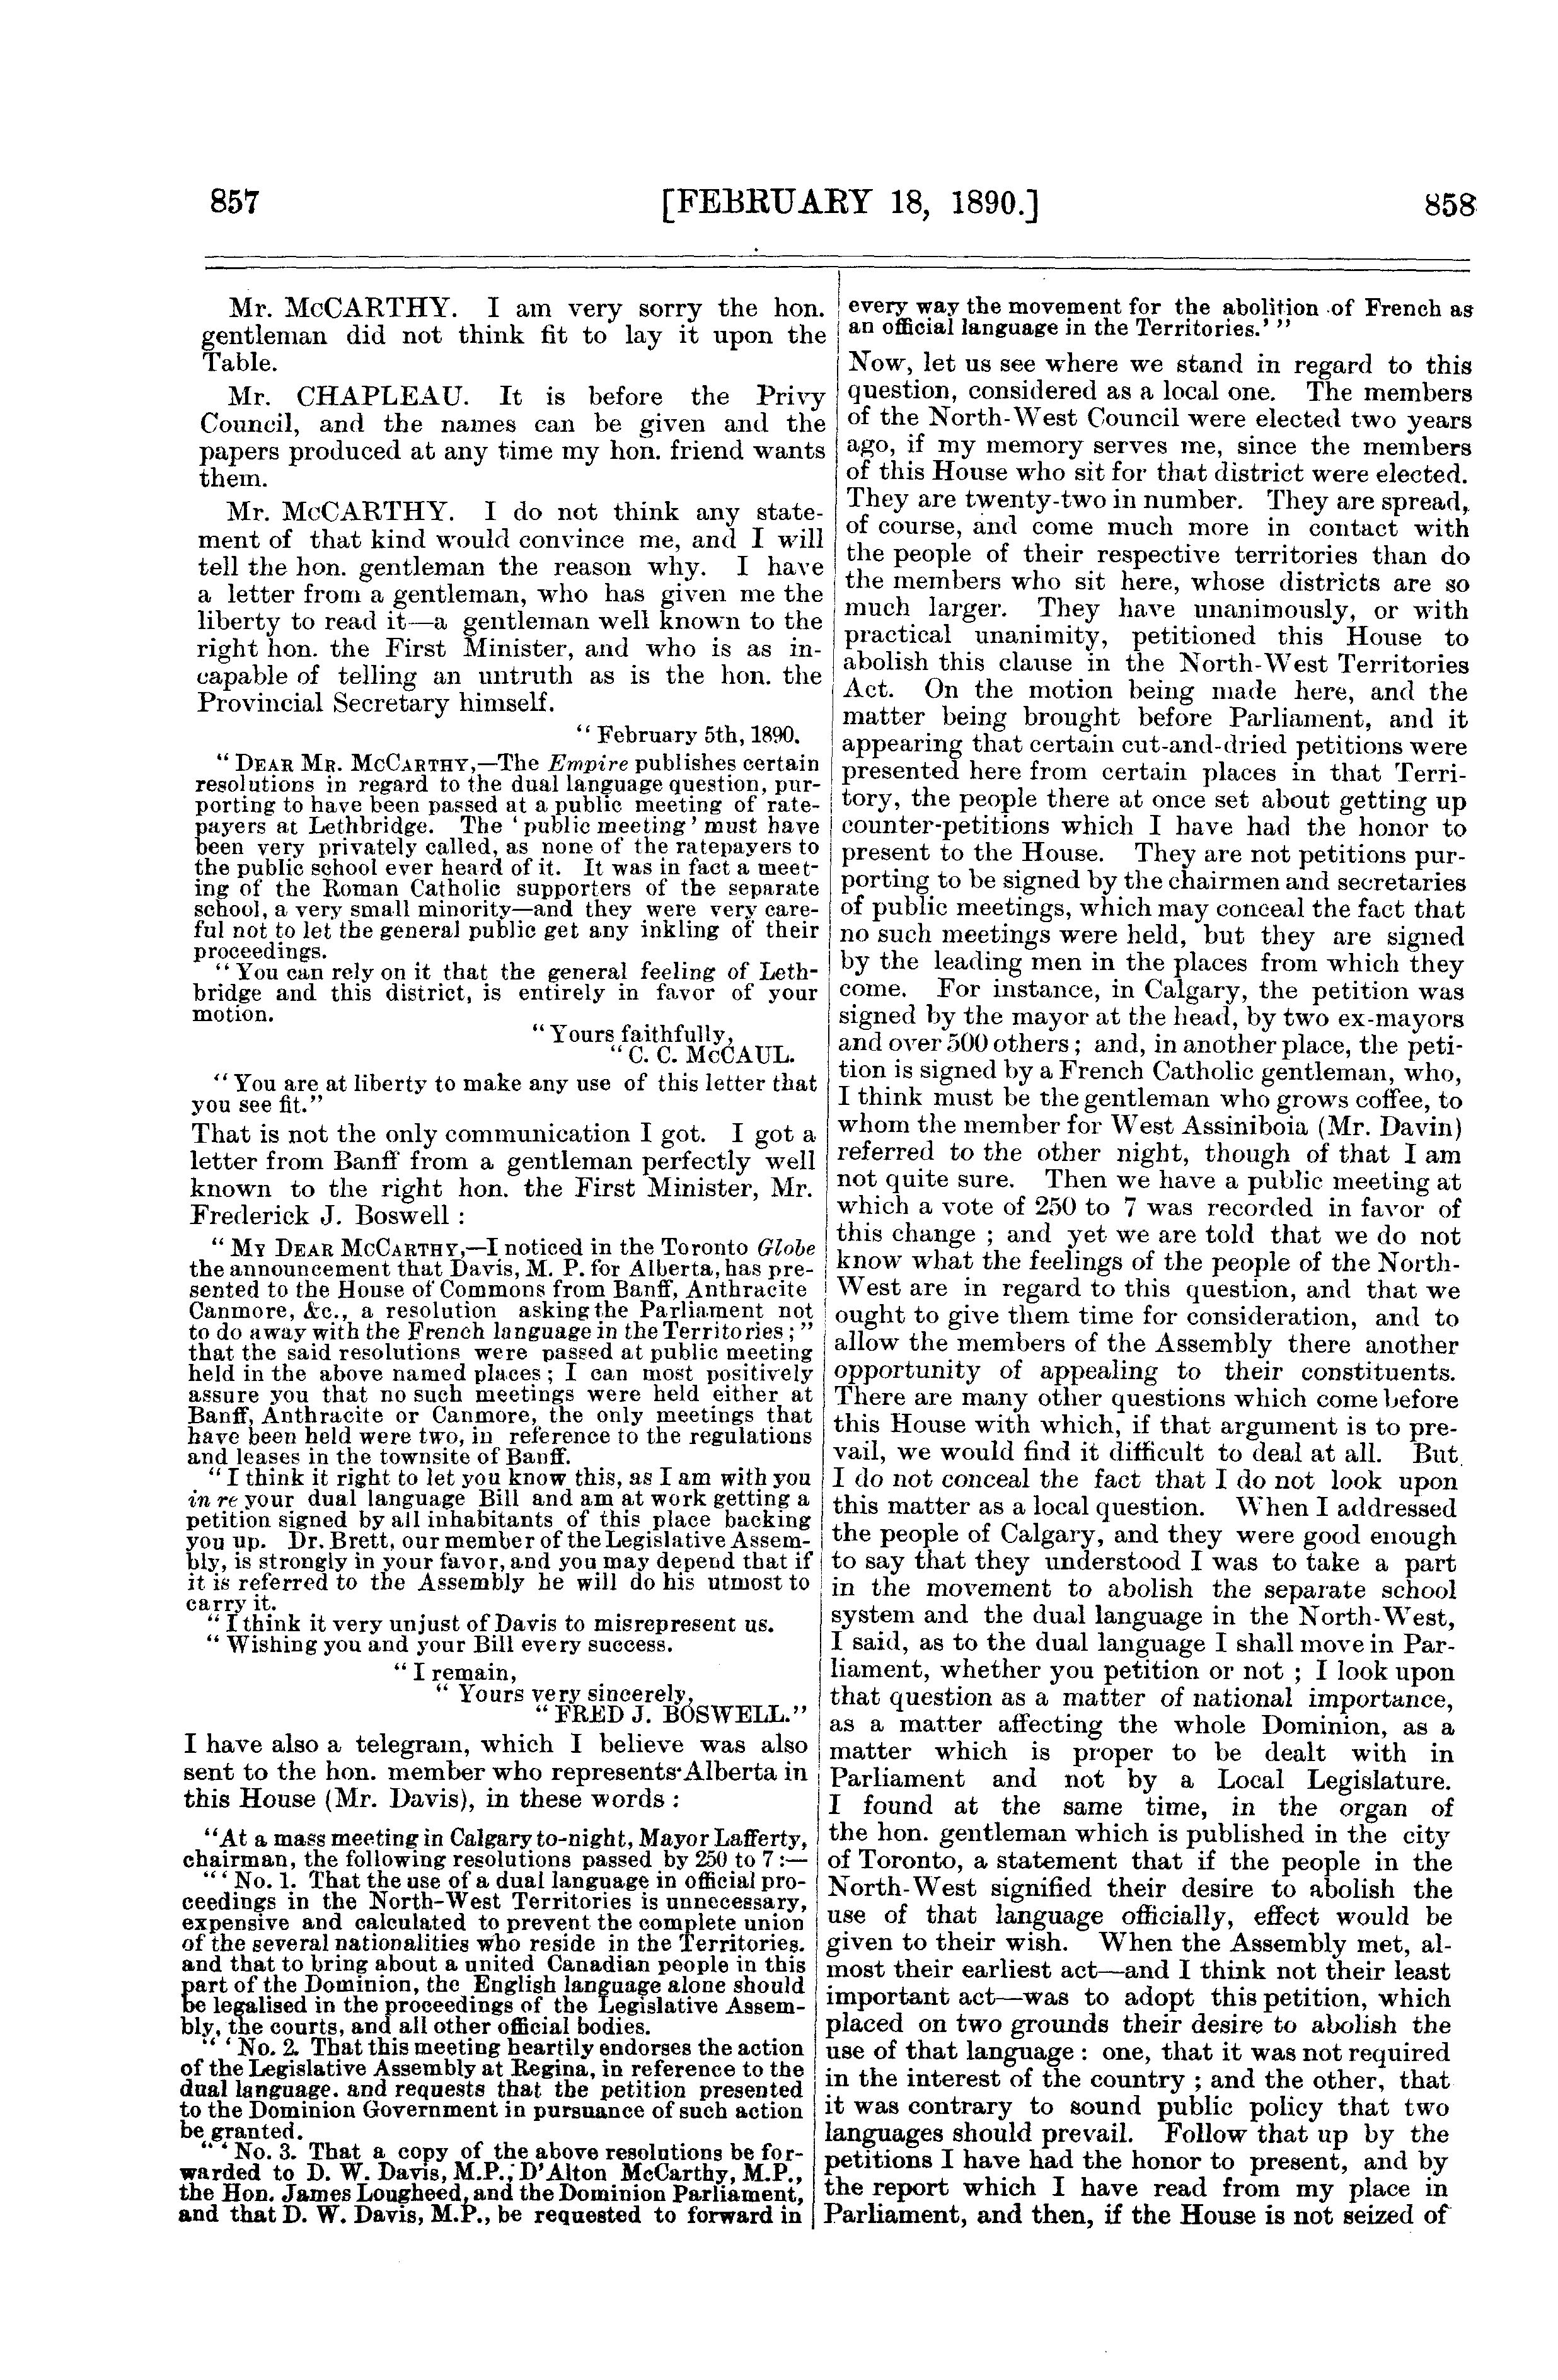 857 [FEBRUARY 18, 1890.] 858
Mr. McCARTHY. I am very sorry the hon.
gentleman did not think fit to lay it upon the
Table.
Mr. CHAPLEAU. It is before the Privy
Council, and the names can be given and the
papers produced at any time my hon. friend wants
them.
Mr. McCARTHY. I do not think any state-
ment of that kind would convince me, and I will
tell the hon. gentleman the reason why. I have
a letter from a gentleman, who has given me the
liberty to read it—a gentleman well known to the
right hon. the First Minister, and who is as in-
capable of telling an untruth as is the hon. the
Provincial Secretary himself.
"February 5th, 1890.
"DEAR MR. MCCARTHY,—The Empire publishes certain
resolutions in regard to the dual language question, pur-
porting to have been passed at a public meeting of rate-
payers at Lethbridge. The 'public meeting' must have
been very privately called, as none of the ratepayers to
the public school ever heard of it. It was in fact a meet-
ing of the Roman Catholic supporters of the separate
school, a very small minority—and they were very care-
ful not to let the general public get any inkling of their
proceedings.
"You can rely on it that the general feeling of Leth-
bridge and this district, is entirely in favor of your
motion.
"Yours faithfully,
"C. C. McCAUL.
"You are at liberty to make any use of this letter that
you see fit."
That is not the only communication I got. I got a
letter from Banff from a gentleman perfectly well
known to the right hon. the First Minister, Mr.
Frederick J. Boswell :
"MY DEAR MCCARTHY,—I noticed in the Toronto Globe
the announcement that Davis, M. P. for Alberta, has pre-
sented to the House of Commons from Banff, Anthracite
Canmore, &c., a resolution asking the Parliament not
to do away with the French language in the Territories ;"
that the said resolutions were passed at public meeting
held in the above named places ; I can most positively
assure you that no such meetings were held either at
Banff, Anthracite or Canmore, the only meetings that
have been held were two, in reference to the regulations
and leases in the townsite of Banff.
"I think it right to let you know this, as I am with you
in re your dual language Bill and am at work getting a
petition signed by all inhabitants of this place backing
you up. Dr. Brett, our member of the Legislative Assem-
bly, is strongly in your favor, and you may depend that if
it is referred to the Assembly he will do his utmost to
carry it.
"I think it very unjust of Davis to misrepresent us.
"Wishing you and your Bill every success.
"I remain,
"Yours very sincerely,
"FRED J. BOSWELL."
I have also a telegram, which I believe was also
sent to the hon. member who represents Alberta in
this House (Mr. Davis), in these words :
"At a mass meeting in Calgary to-night, Mayor Lafferty,
chairman, the following resolutions passed by 250 to 7 :—
"'No. 1. That the use of a dual language in official pro-
ceedings in the North-West Territories is unnecessary,
expensive and calculated to prevent the complete union
of the several nationalities who reside in the Territories.
and that to bring about a united Canadian people in this
part of the Dominion, the English language alone should
be legalised in the proceedings of the Legislative Assem-
bly, the courts, and all other official bodies.
"'No. 2. That this meeting heartily endorses the action
of the Legislative Assembly at Regina, in reference to the
dual language. and requests that the petition presented
to the Dominion Government in pursuance of such action
be granted.
"'No. 3. That a copy of the above resolutions be for-
warded to D. W. Davis, M.P., D'Alton McCarthy, M.P.,
the Hon. James Lougheed, and the Dominion Parliament,
and that D. W. Davis, M.P., be requested to forward in
every way the movement for the abolition of French as
an official language in the Territories.'"
Now, let us see where we stand in regard to this
question, considered as a local one. The members
of the North-West Council were elected two years
ago, if my memory serves me, since the members
of this House who sit for that district were elected.
They are twenty-two in number. They are spread,
of course, and come much more in contact with
the people of their respective territories than do
the members who sit here, whose districts are so
much larger. They have unanimously, or with
practical unanimity, petitioned this House to
abolish this clause in the North-West Territories
Act. On the motion being made here, and the
matter being brought before Parliament, and it
appearing that certain cut-and-dried petitions were
presented here from certain places in that Terri-
tory, the people there at once set about getting up
counter-petitions which I have had the honor to
present to the House. They are not petitions pur-
porting to be signed by the chairmen and secretaries
of public meetings, which may conceal the fact that
no such meetings were held, but they are signed
by the leading men in the places from which they
come. For instance, in Calgary, the petition was
signed by the mayor at the head, by two ex-mayors
and over 500 others ; and, in another place, the peti-
tion is signed by a French Catholic gentleman, who,
I think must be the gentleman who grows coffee, to
whom the member for West Assiniboia (Mr. Davin)
referred to the other night, though of that I am
not quite sure. Then we have a public meeting at
which a vote of 250 to 7 was recorded in favor of
this change ; and yet we are told that we do not
know what the feelings of the people of the North-
West are in regard to this question, and that we
ought to give them time for consideration, and to
allow the members of the Assembly there another
opportunity of appealing to their constituents.
There are many other questions which come before
this House with which, if that argument is to pre-
vail, we would find it difficult to deal at all. But
I do not conceal the fact that I do not look upon
this matter as a local question. When I addressed
the people of Calgary, and they were good enough
to say that they understood I was to take a part
in the movement to abolish the separate school
system and the dual language in the North-West,
I said, as to the dual language I shall move in Par-
liament, whether you petition or not ; I look upon
that question as a matter of national importance,
as a matter affecting the whole Dominion, as a
matter which is proper to be dealt with in
Parliament and not by a Local Legislature.
I found at the same time, in the organ of
the hon. gentleman which is published in the city
of Toronto, a statement that if the people in the
North-West signified their desire to abolish the
use of that language officially, effect would be
given to their wish. When the Assembly met, al-
most their earliest act—and I think not their least
important act—was to adopt this petition, which
placed on two grounds their desire to abolish the
use of that language : one, that it was not required
in the interest of the country ; and the other, that
it was contrary to sound public policy that two
languages should prevail. Follow that up by the
petitions I have had the honor to present, and by
the report which I have read from my place in
Parliament, and then, if the House is not seized of